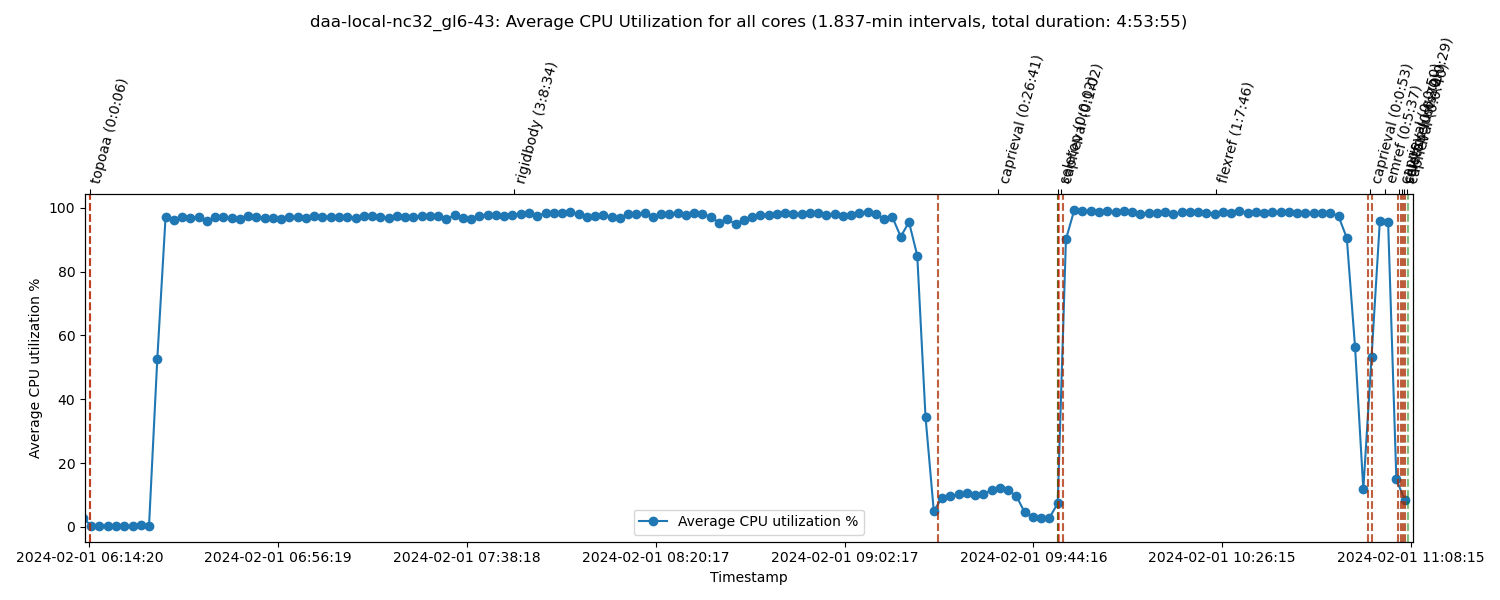 daa-local-nc32_gl6-43: Average CPU Utilization for all cores (1.837-min intervals, total duration: 4:53:55)
topoaa (0:0:06)
rigidbody (3:8:34)
caprieval (0:26:41)
caprieval (0:1:02)
flexref (1:7:46)
caprieval (0:0:53)
emref (0:5:37)
Average CPU utilization %
100
80
60
40
20
0
Average CPU utilization %
2024-02-01 06:14:20
2024-02-01 06:56:19
2024-02-01 07:38:18
2024-02-01 08:20:17
2024-02-01 09:02:17
2024-02-01 09:44:16
2024-02-01 10:26:15
2024-02-01 11:08:15
Timestamp